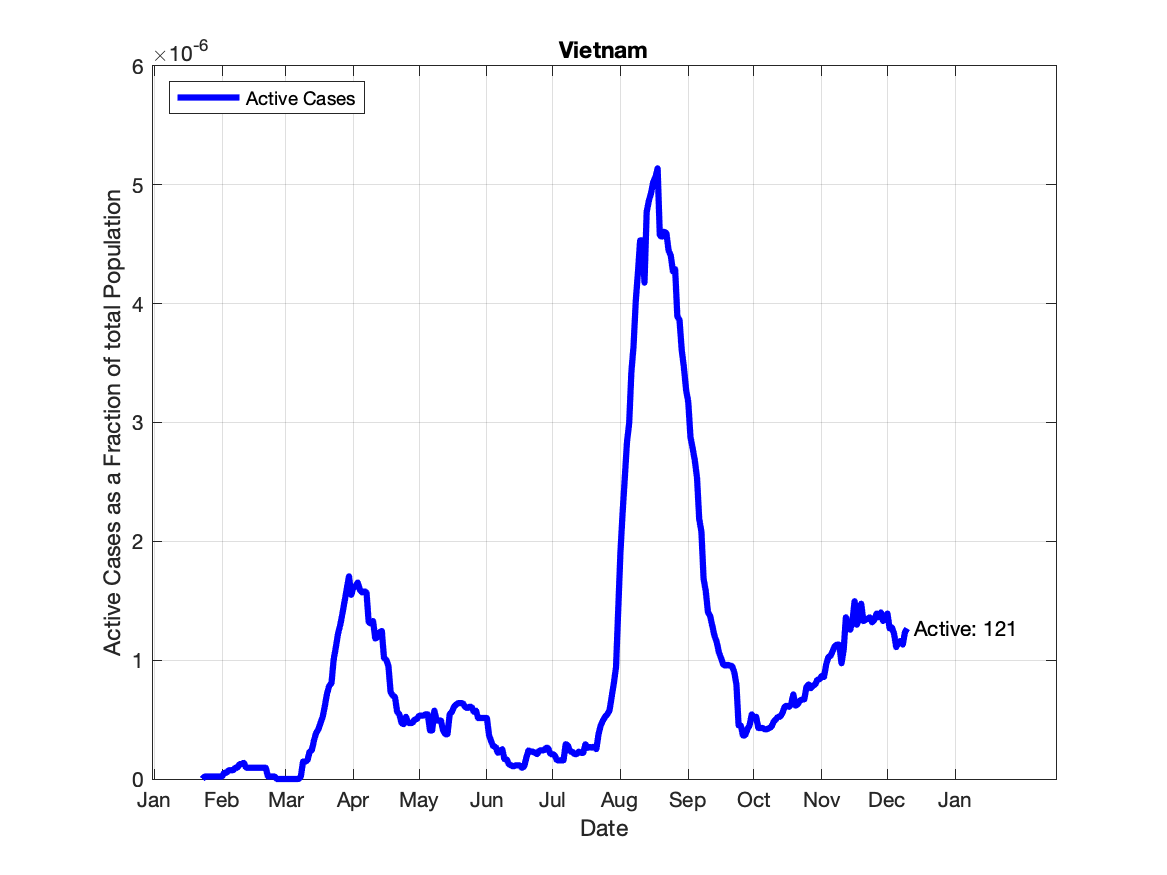 Vietnam
×10-6
Active Cases
6
5
4
3
2
1
0
Active Cases as a Fraction of total Population
Active: 121
Jan Feb Mar Apr May Jun Jul Aug Sep Oct Nov Dec Jan
Date